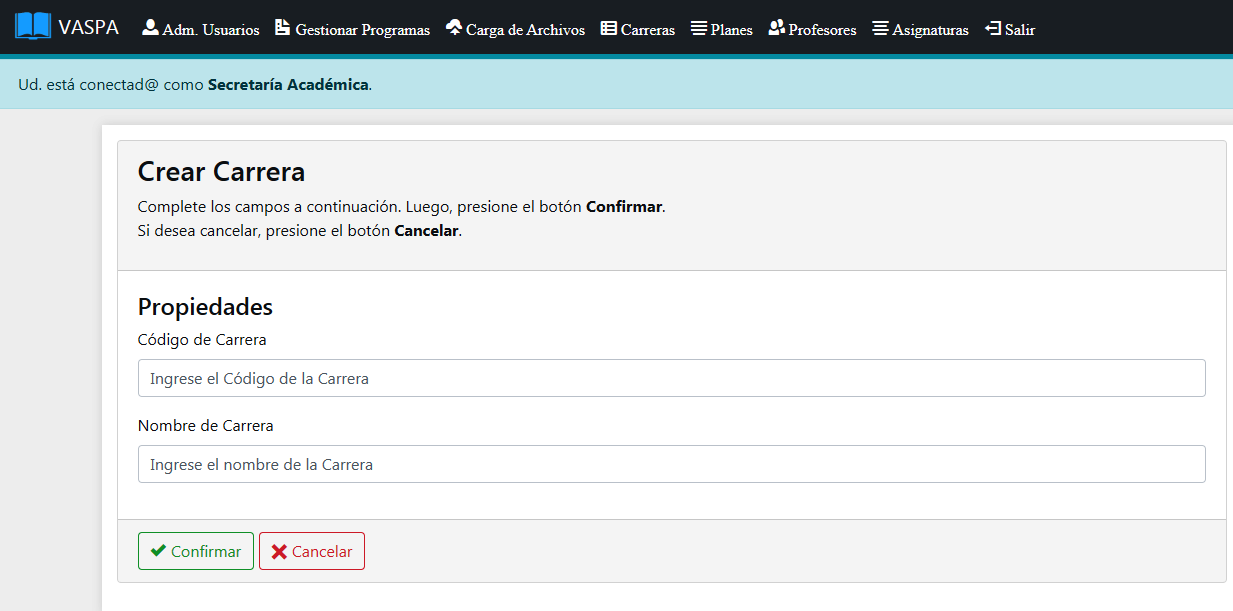 VASPA Adm. Usuarios Gestionar Programas Carga de Archivos Carreras Planes Profesores Asignaturas Salir
Ud. está conectad@ como Secretaría Académica.
Crear Carrera
Complete los campos a continuación. Luego, presione el botón Confirmar.
Si desea cancelar, presione el botón Cancelar.
Propiedades
Código de Carrera
Ingrese el Código de la Carrera
Nombre de Carrera
Ingrese el nombre de la Carrera
Confirmar Cancelar